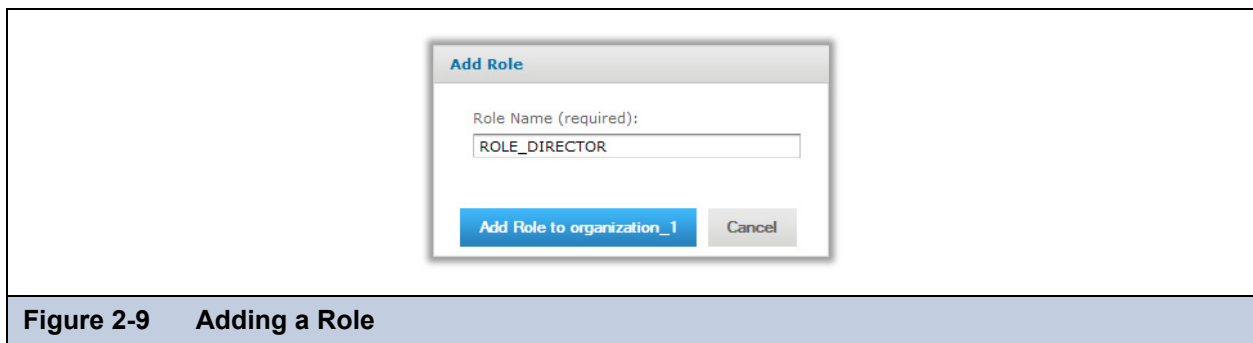 Add Role
Role Name (required):
ROLE_DIRECTOR
Add Role to organization_1 Cancel
Figure 2-9 Adding a Role